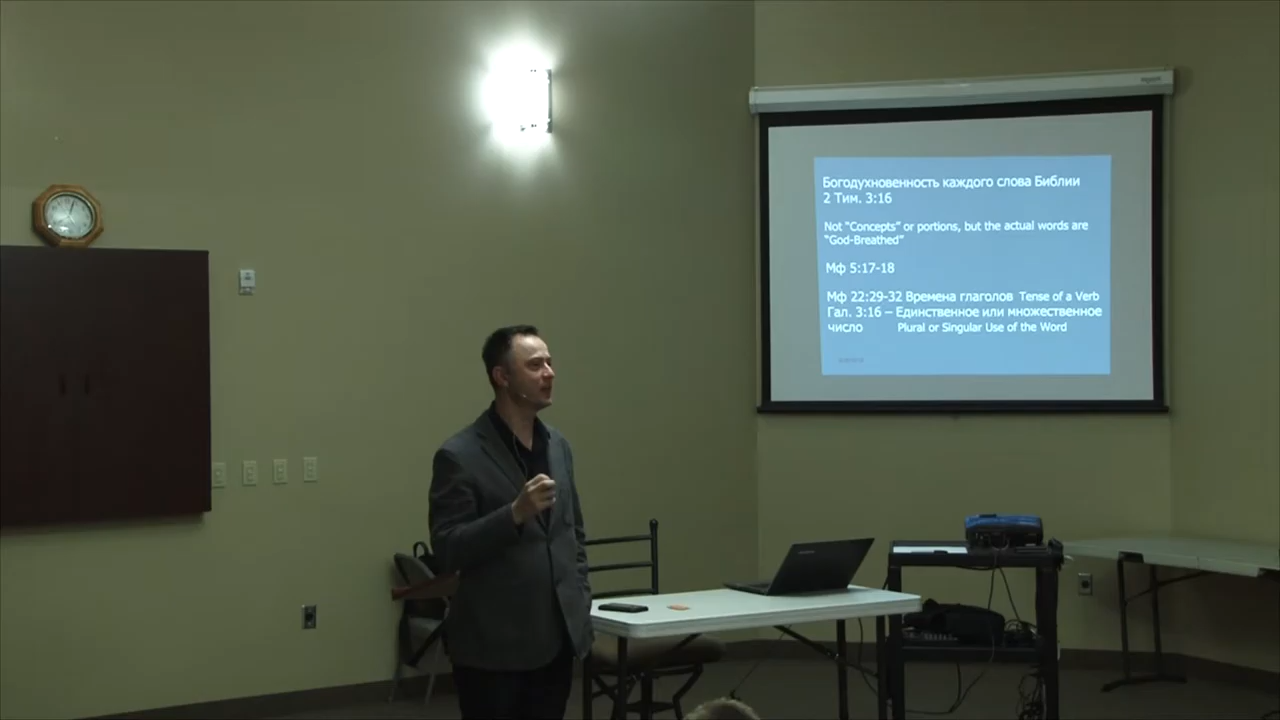 Богодухновенность каждого слова Библии
2 Тим. 3:16
Not “Concepts” or portions, but the actual words are
“God-Breathed”
Мф 5:17-18
Мф 22:29-32 Времена глаголов Tense of a Verb
Гал. 3:16 – Единственное или множественное
число Plural or Singular Use of the Word